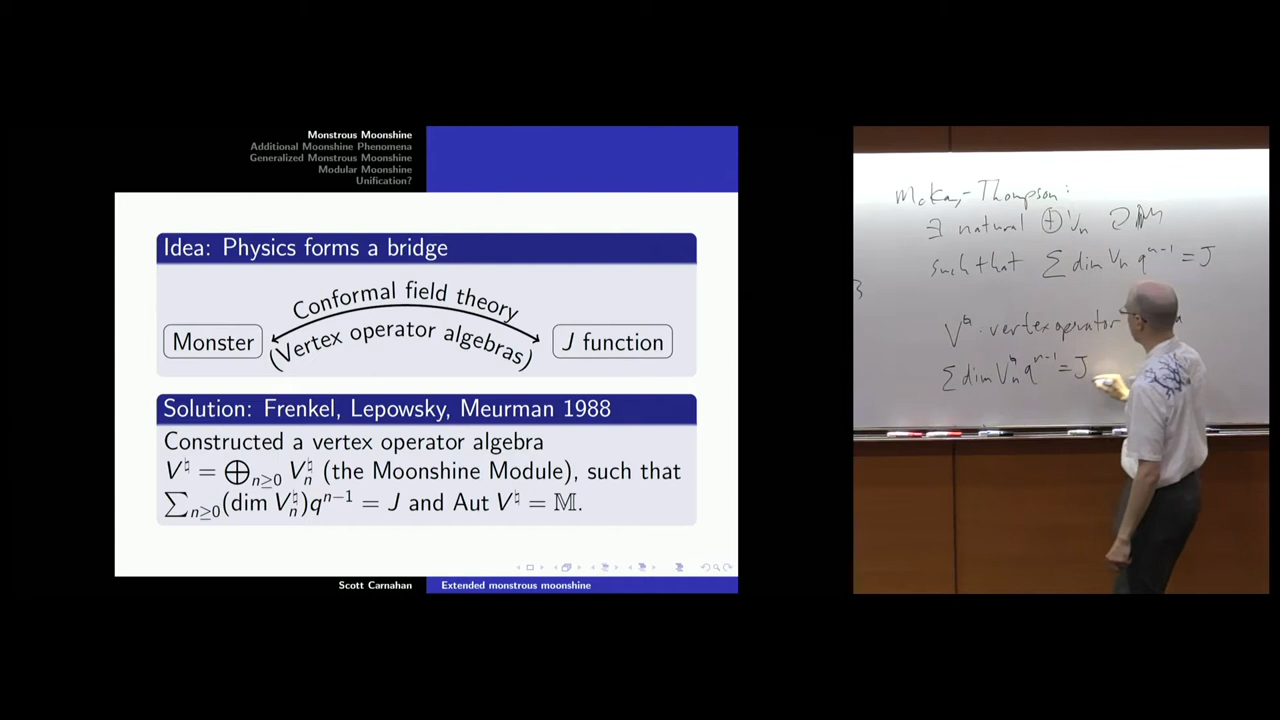 Monstrous Moonshine
Additional Moonshine Phenomena
Generalized Monstrous Moonshine
Modular Moonshine
Unification?
Idea: Physics forms a bridge
Conformal field theory
Monster
(Vertex operator algebras)
J function
Solution: Frenkel, Lepowsky, Meurman 1988
Constructed a vertex operator algebra
V♮ = ⨁n≥0 V♮n (the Moonshine Module), such that
∑n≥0(dim V♮n)qn−1 = J and Aut V♮ = 𝕄.
Scott Carnahan
Extended monstrous moonshine
McKay-Thompson:
∃ natural ⊕Vn ⊃ M
such that ∑ dim Vn qn-1 = J
V♮ vertex operator
∑ dim V♮n qn-1 = J